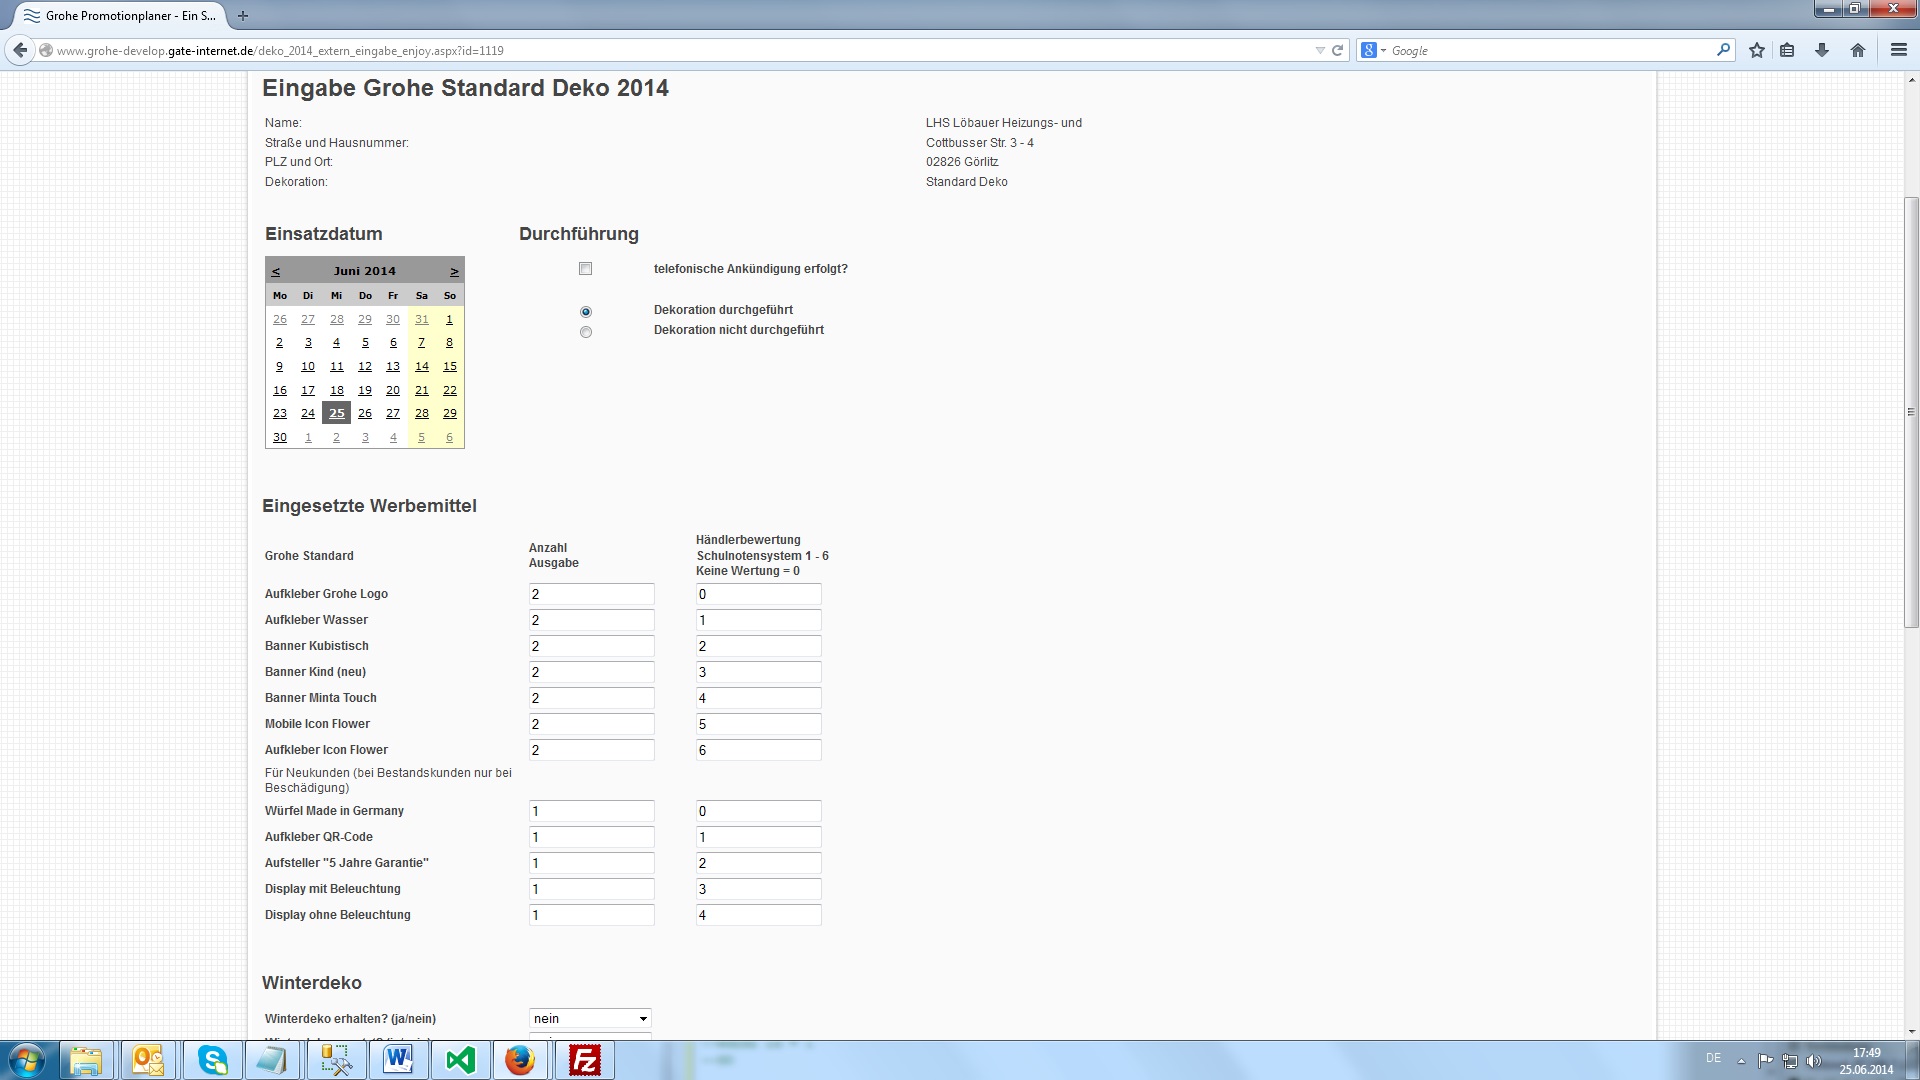 Grohe Promotionplaner - Ein S...
www.grohe-develop.gate-internet.de/deko_2014_extern_eingabe_enjoy.aspx?id=1119
Google
Eingabe Grohe Standard Deko 2014
Name: LHS Löbauer Heizungs- und
Straße und Hausnummer: Cottbusser Str. 3 - 4
PLZ und Ort: 02826 Görlitz
Dekoration: Standard Deko
Einsatzdatum
< Juni 2014 >
Mo Di Mi Do Fr Sa So
26 27 28 29 30 31 1
2 3 4 5 6 7 8
9 10 11 12 13 14 15
16 17 18 19 20 21 22
23 24 25 26 27 28 29
30 1 2 3 4 5 6
Durchführung
telefonische Ankündigung erfolgt?
Dekoration durchgeführt
Dekoration nicht durchgeführt
Eingesetzte Werbemittel
Grohe Standard
Anzahl
Ausgabe
Händlerbewertung
Schulnotensystem 1 - 6
Keine Wertung = 0
Aufkleber Grohe Logo 2 0
Aufkleber Wasser 2 1
Banner Kubistisch 2 2
Banner Kind (neu) 2 3
Banner Minta Touch 2 4
Mobile Icon Flower 2 5
Aufkleber Icon Flower 2 6
Für Neukunden (bei Bestandskunden nur bei
Beschädigung)
Würfel Made in Germany 1 0
Aufkleber QR-Code 1 1
Aufsteller "5 Jahre Garantie" 1 2
Display mit Beleuchtung 1 3
Display ohne Beleuchtung 1 4
Winterdeko
Winterdeko erhalten? (ja/nein) nein
DE
17:49
25.06.2014